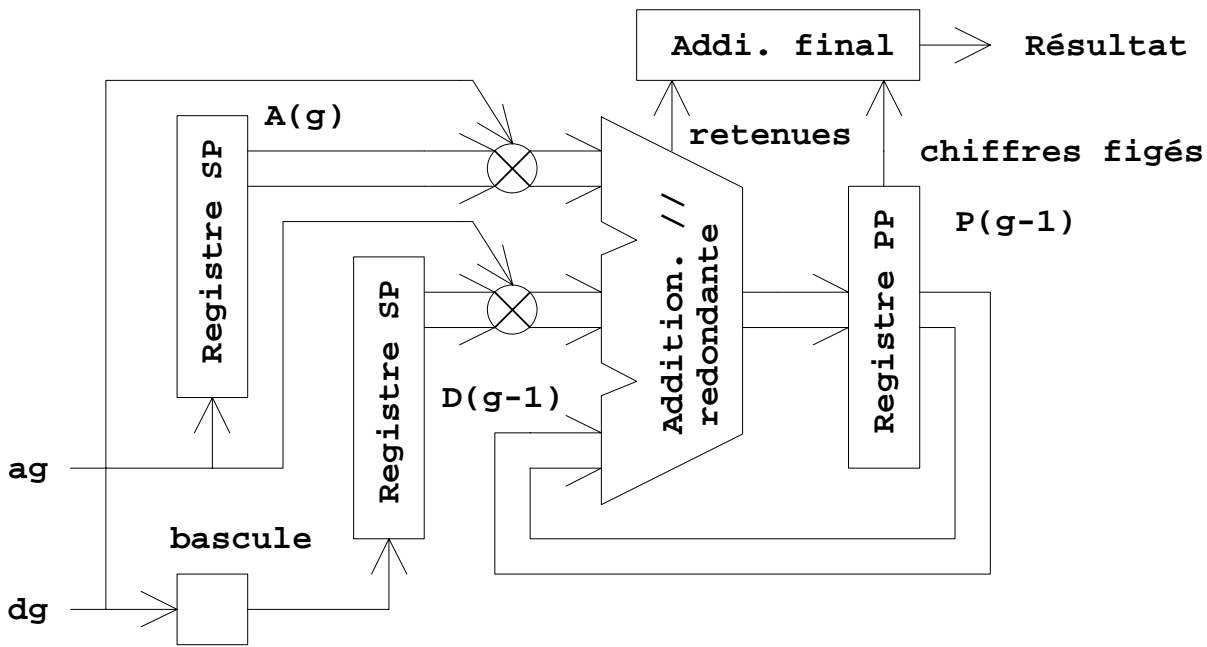 Addi. final
Résultat
A(g)
retenues
chiffres figés
Registre SP
Addition. //
redondante
P(g-1)
Registre SP
Registre PP
D(g-1)
ag
bascule
dg